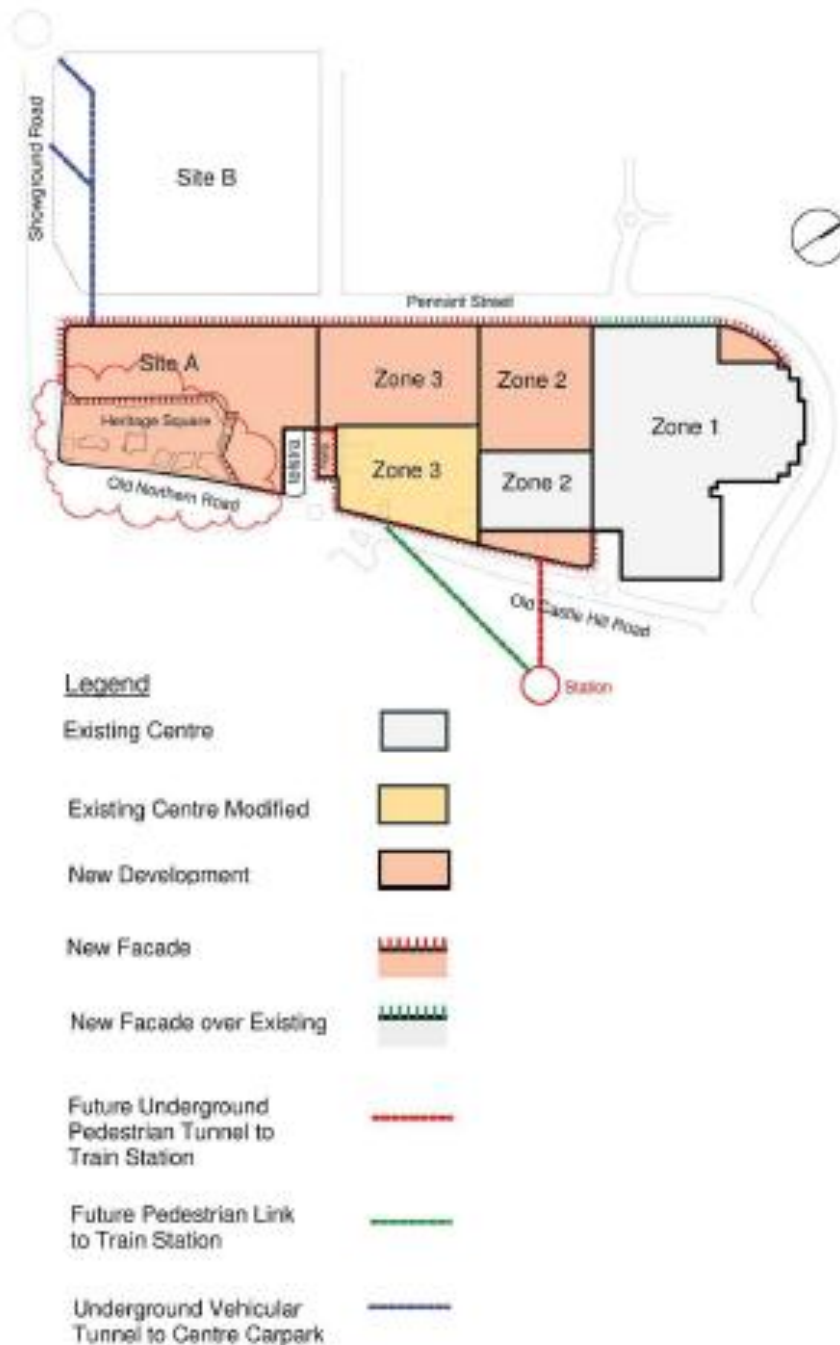 Showground Road
Site B
Pennant Street
Site A
Zone 3
Zone 2
Zone 1
Heritage Square
Zone 3
Zone 2
Old Northern Road
Old Castle Hill Road
Station
Legend
Existing Centre
Existing Centre Modified
New Development
New Facade
New Facade over Existing
Future Underground
Pedestrian Tunnel to
Train Station
Future Pedestrian Link
to Train Station
Underground Vehicular
Tunnel to Centre Carpark